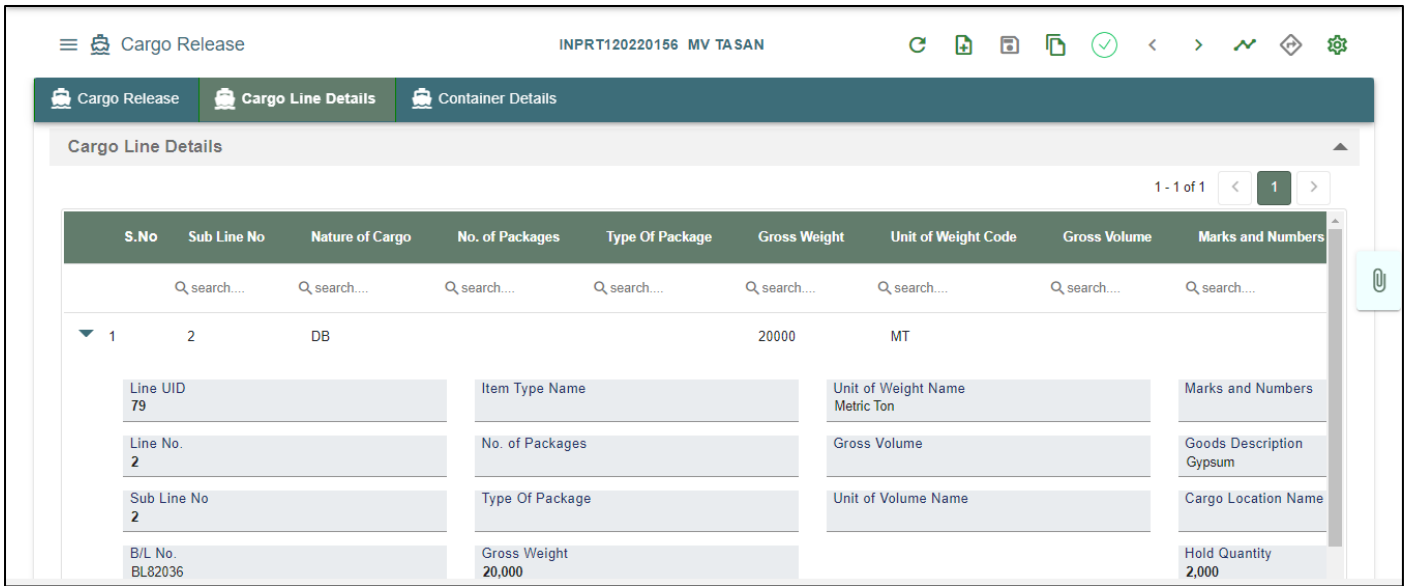 Cargo Release INPRT120220156 MV TASAN
Cargo Release Cargo Line Details Container Details
Cargo Line Details
1 - 1 of 1 < 1 >
S.No Sub Line No Nature of Cargo No. of Packages Type Of Package Gross Weight Unit of Weight Code Gross Volume Marks and Numbers
search.... search.... search.... search.... search.... search.... search.... search....
1 2 DB 20000 MT
Line UID Item Type Name Unit of Weight Name Marks and Numbers
79 Metric Ton
Line No. No. of Packages Gross Volume Goods Description
2 Gypsum
Sub Line No Type Of Package Unit of Volume Name Cargo Location Name
2
B/L No. Gross Weight Hold Quantity
BL82036 20,000 2,000